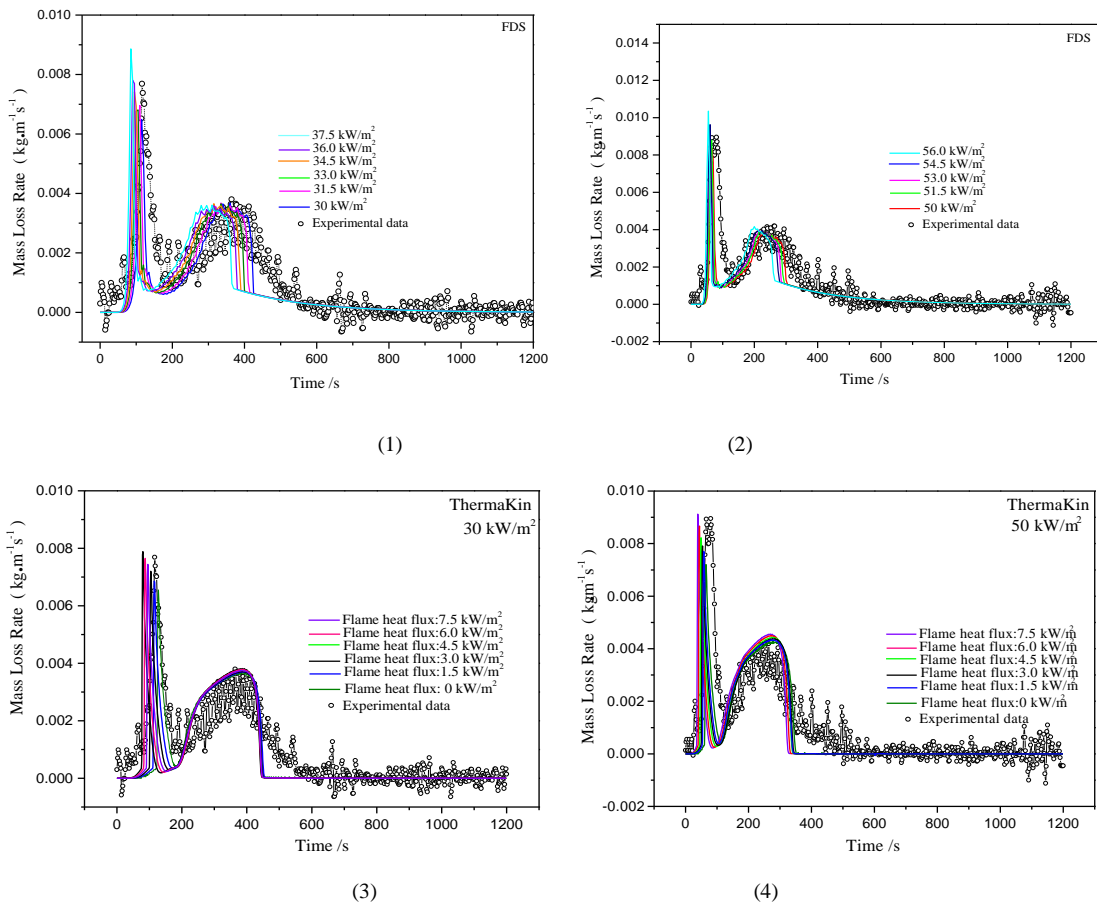 0.010
0.008
0.006
0.004
0.002
0.000
Mass Loss Rate ( kg.m⁻¹s⁻¹ )
FDS
37.5 kW/m²
36.0 kW/m²
34.5 kW/m²
33.0 kW/m²
31.5 kW/m²
30 kW/m²
Experimental data
0 200 400 600 800 1000 1200
Time /s
(1)
0.014
0.012
0.010
0.008
0.006
0.004
0.002
0.000
-0.002
Mass Loss Rate ( kgm⁻¹s⁻¹ )
FDS
56.0 kW/m²
54.5 kW/m²
53.0 kW/m²
51.5 kW/m²
50 kW/m²
Experimental data
0 200 400 600 800 1000 1200
Time /s
(2)
0.010
0.008
0.006
0.004
0.002
0.000
Mass Loss Rate ( kg.m⁻¹s⁻¹ )
ThermaKin
30 kW/m²
Flame heat flux:7.5 kW/m²
Flame heat flux:6.0 kW/m²
Flame heat flux:4.5 kW/m²
Flame heat flux:3.0 kW/m²
Flame heat flux:1.5 kW/m²
Flame heat flux: 0 kW/m²
Experimental data
0 200 400 600 800 1000 1200
Time /s
(3)
0.010
0.008
0.006
0.004
0.002
0.000
-0.002
Mass Loss Rate ( kgm⁻¹s⁻¹ )
ThermaKin
50 kW/m²
Flame heat flux:7.5 kW/m²
Flame heat flux:6.0 kW/m²
Flame heat flux:4.5 kW/m²
Flame heat flux:3.0 kW/m²
Flame heat flux:1.5 kW/m²
Flame heat flux:0 kW/m²
Experimental data
0 200 400 600 800 1000 1200
Time /s
(4)